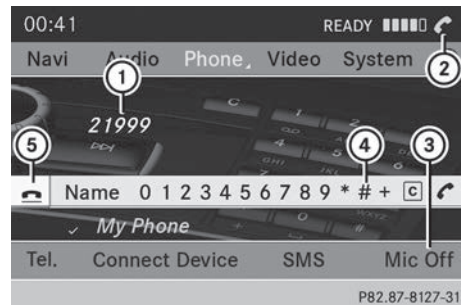 00:41 READY
Navi Audio Phone Video System
1
2
21999
5
4
3
Name 0 1 2 3 4 5 6 7 8 9 * # + C
My Phone
Tel. Connect Device SMS Mic Off
P82.87-8127-31